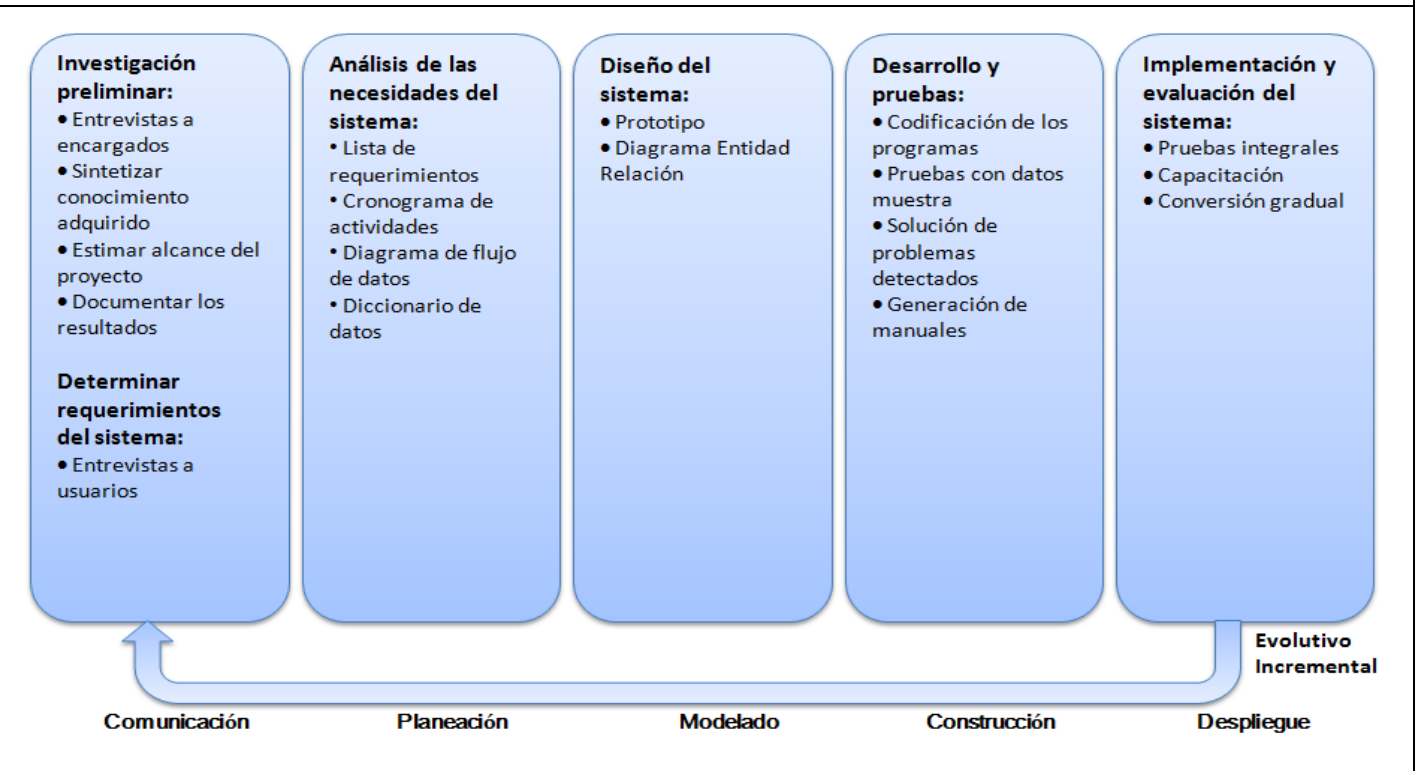 Investigación
preliminar:
• Entrevistas a
encargados
• Sintetizar
conocimiento
adquirido
• Estimar alcance del
proyecto
• Documentar los
resultados
Determinar
requerimientos
del sistema:
• Entrevistas a
usuarios
Análisis de las
necesidades del
sistema:
• Lista de
requerimientos
• Cronograma de
actividades
• Diagrama de flujo
de datos
• Diccionario de
datos
Diseño del
sistema:
• Prototipo
• Diagrama Entidad
Relación
Desarrollo y
pruebas:
• Codificación de los
programas
• Pruebas con datos
muestra
• Solución de
problemas
detectados
• Generación de
manuales
Implementación y
evaluación del
sistema:
• Pruebas integrales
• Capacitación
• Conversión gradual
Evolutivo
Incremental
Comunicación
Planeación
Modelado
Construcción
Despliegue